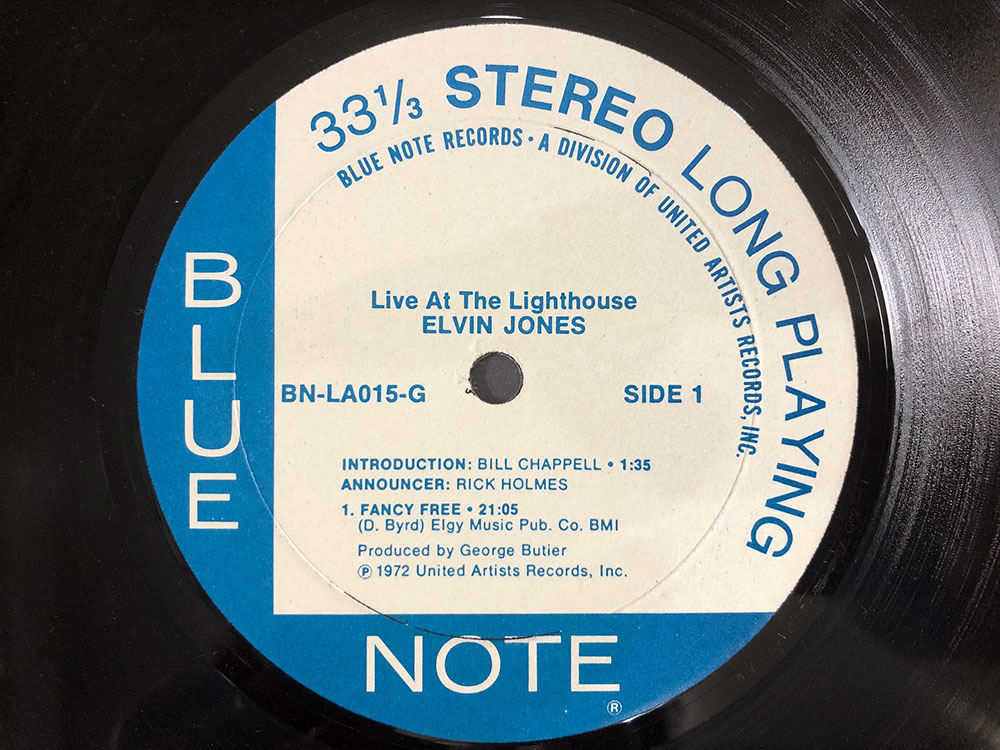 33⅓ STEREO LONG PLAYING
BLUE NOTE RECORDS • A DIVISION OF UNITED ARTISTS RECORDS, INC.
BLUE
Live At The Lighthouse
ELVIN JONES
BN-LA015-G
SIDE 1
INTRODUCTION: BILL CHAPPELL • 1:35
ANNOUNCER: RICK HOLMES
1. FANCY FREE • 21:05
(D. Byrd) Elgy Music Pub. Co. BMI
Produced by George Butier
℗ 1972 United Artists Records, Inc.
NOTE
®